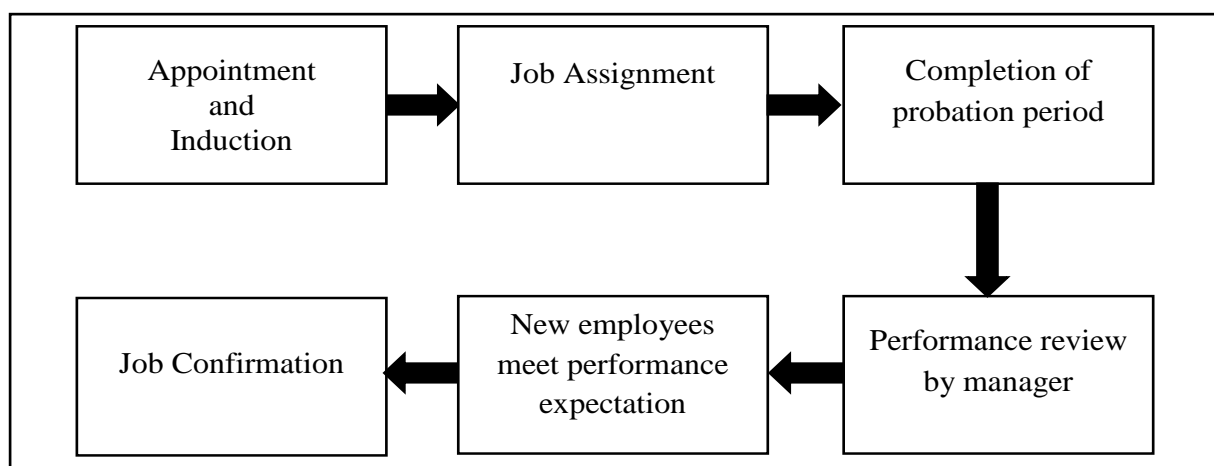 Appointment
and
Induction
Job Assignment
Completion of
probation period
Performance review
by manager
New employees
meet performance
expectation
Job Confirmation